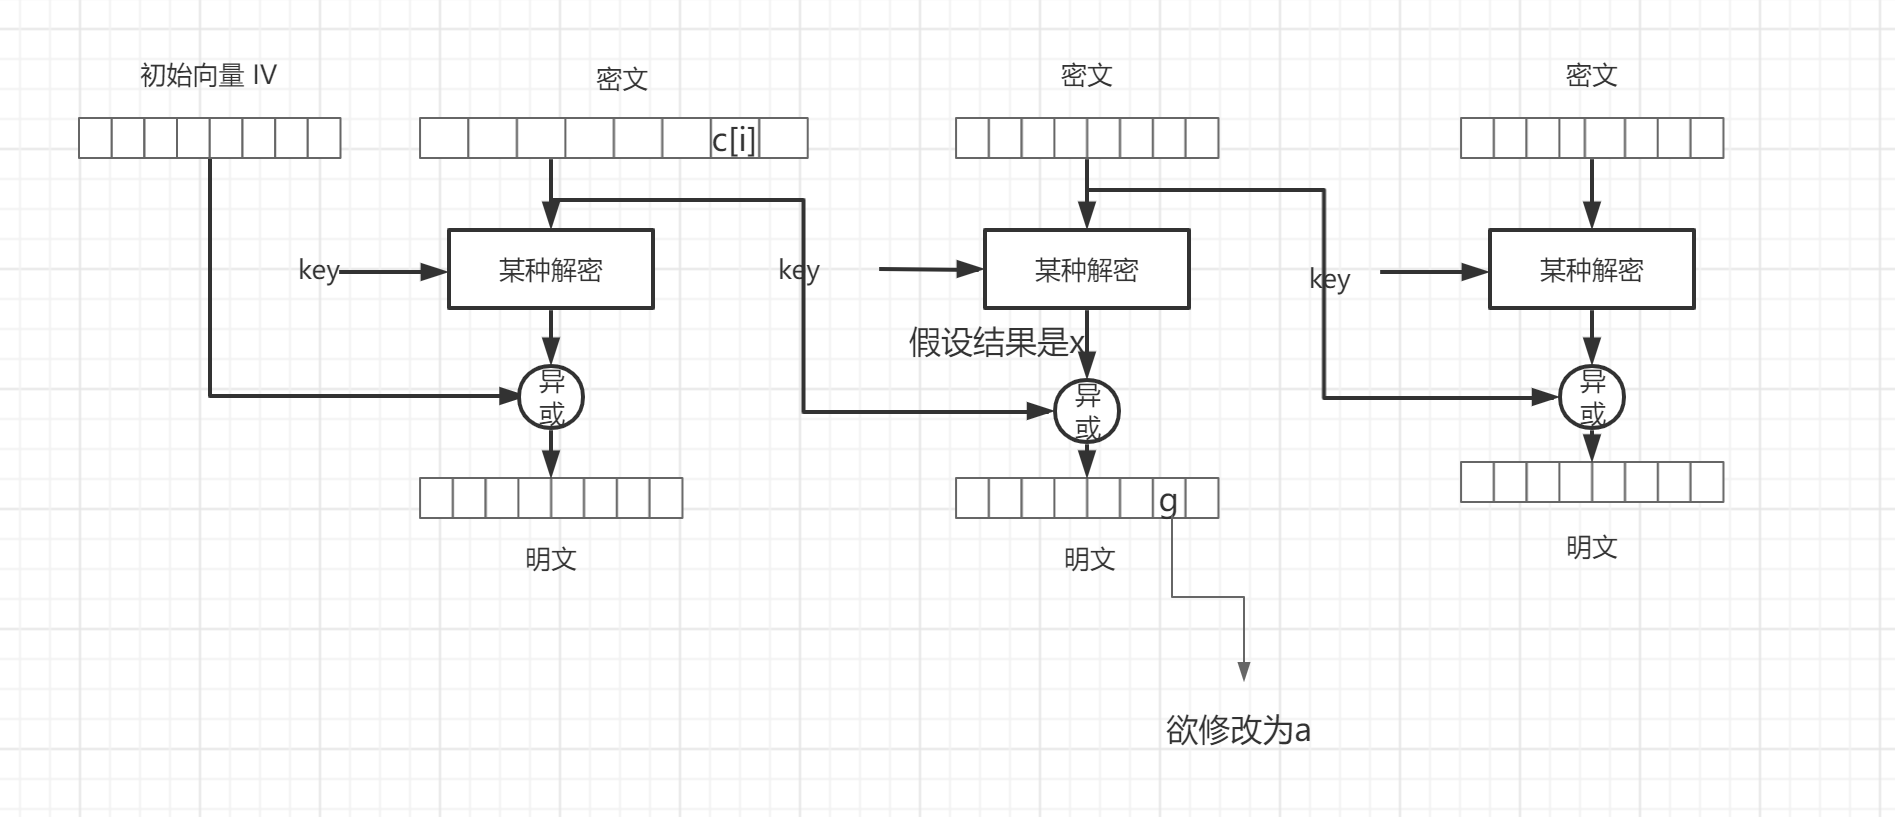 初始向量 IV
密文
密文
密文
c[i]
key
某种解密
key
某种解密
key
某种解密
假设结果是x
异
或
异
或
异
或
g
明文
明文
明文
欲修改为a